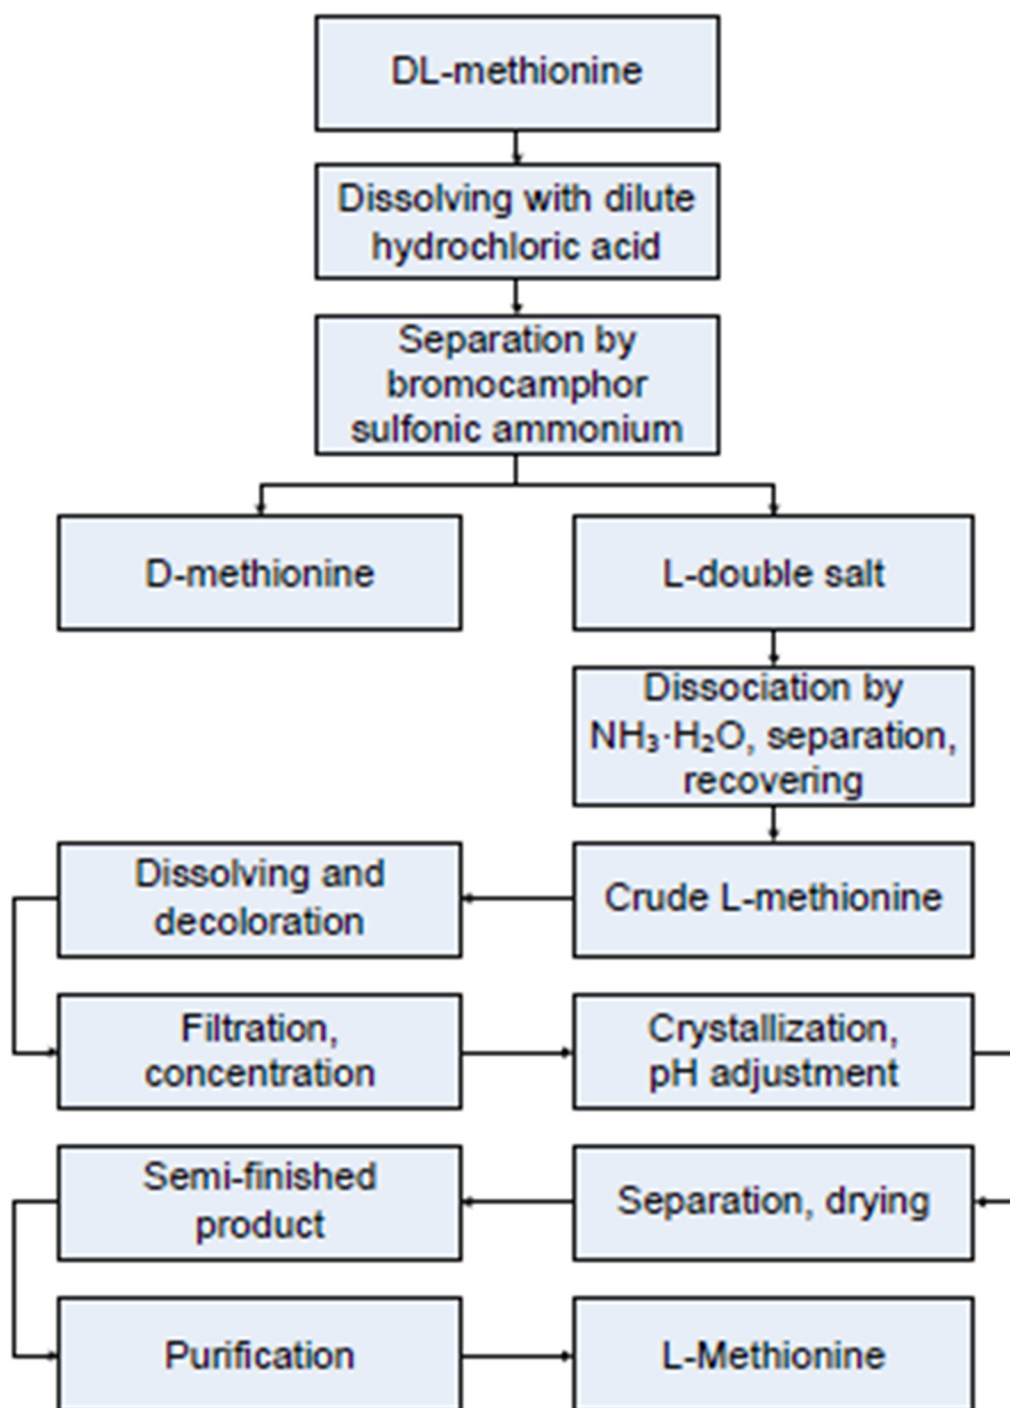 DL-methionine
Dissolving with dilute
hydrochloric acid
Separation by
bromocamphor
sulfonic ammonium
D-methionine
L-double salt
Dissociation by
NH₃·H₂O, separation,
recovering
Crude L-methionine
Dissolving and
decoloration
Filtration,
concentration
Crystallization,
pH adjustment
Separation, drying
Semi-finished
product
Purification
L-Methionine